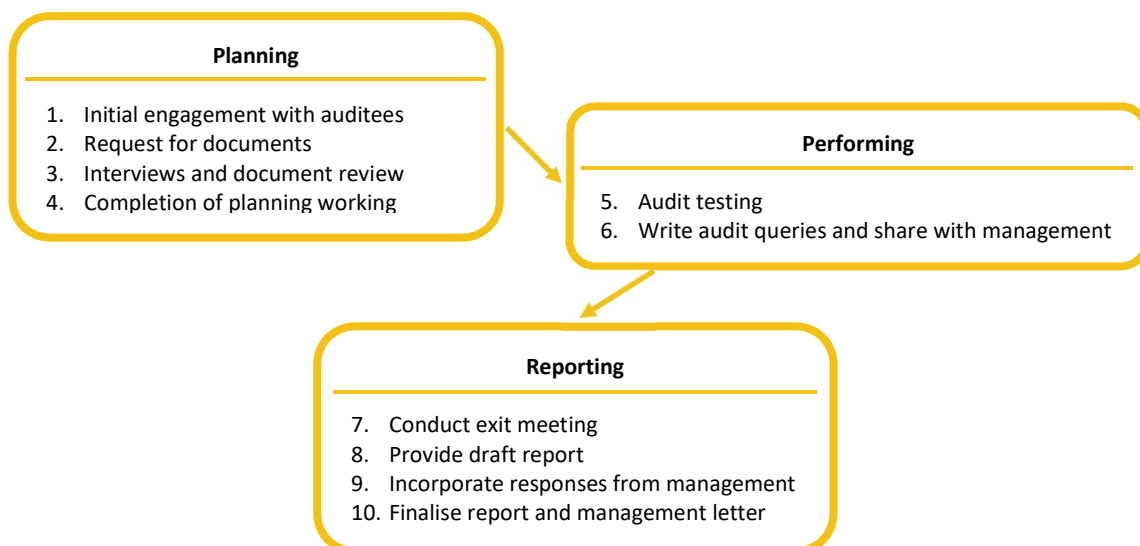 Planning
1. Initial engagement with auditees
2. Request for documents
3. Interviews and document review
4. Completion of planning working
Performing
5. Audit testing
6. Write audit queries and share with management
Reporting
7. Conduct exit meeting
8. Provide draft report
9. Incorporate responses from management
10. Finalise report and management letter